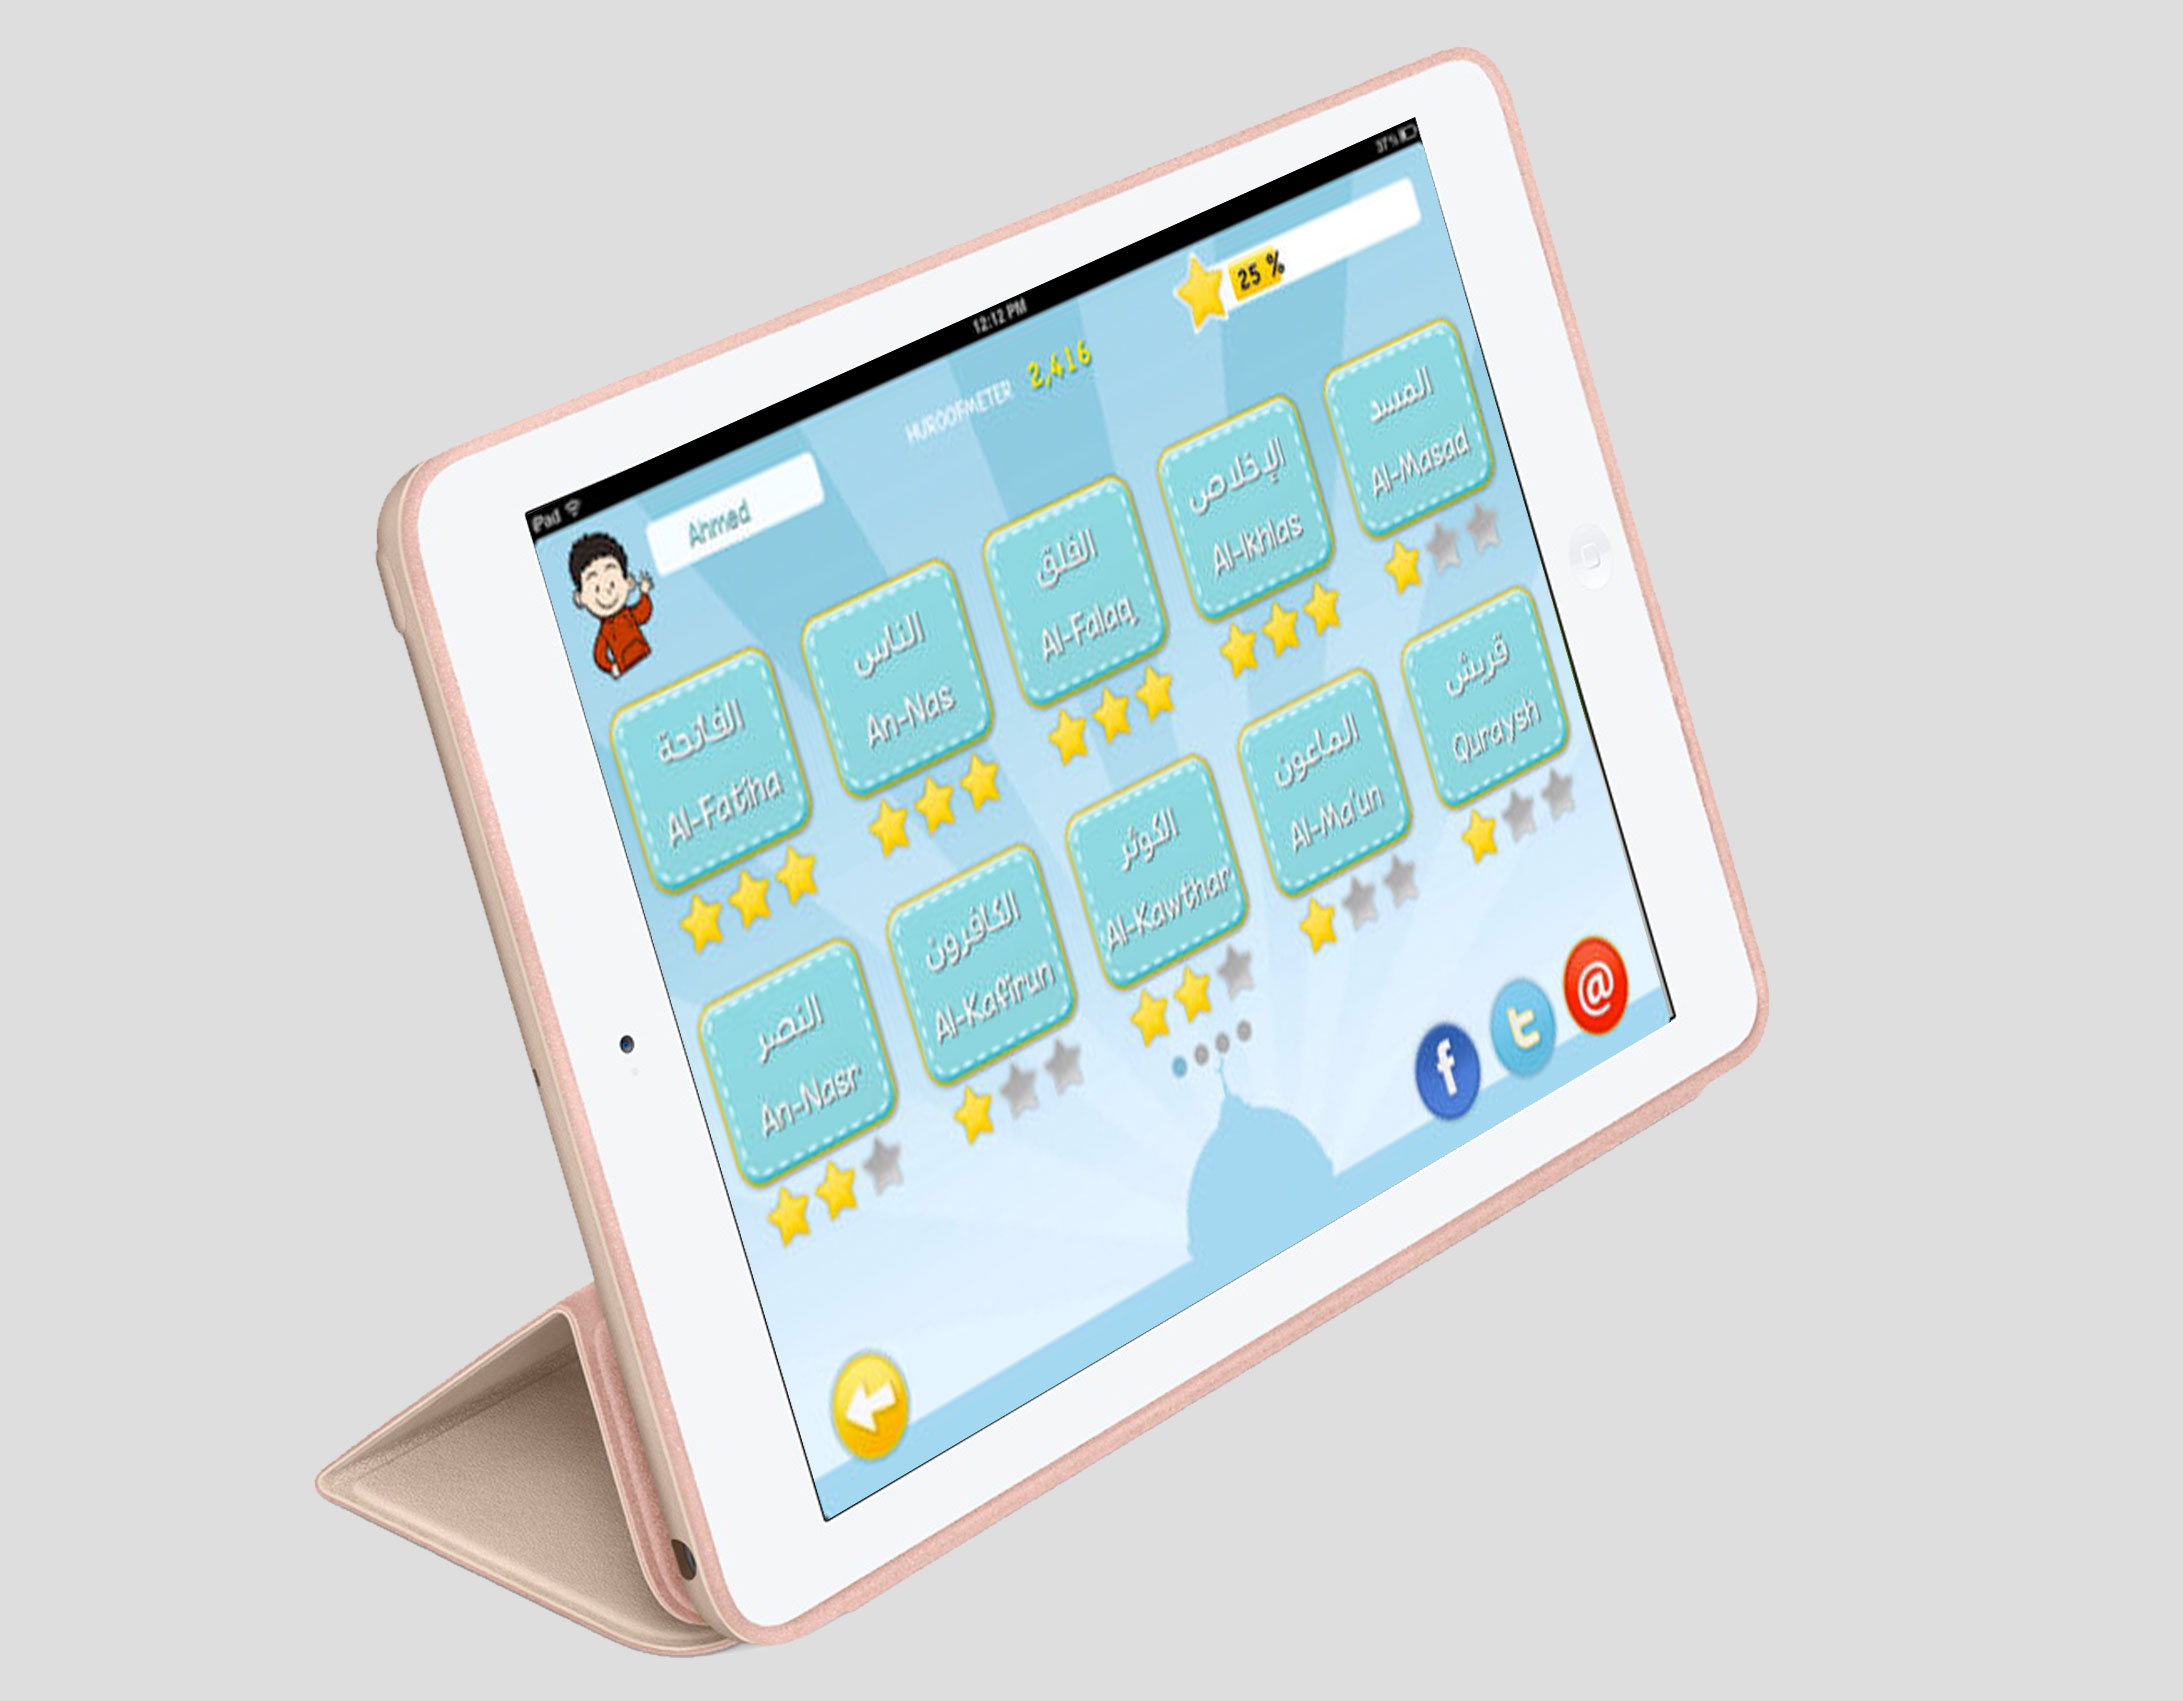 iPad
12:12 PM
37%
Ahmed
HUROOFMETER 2,416
25 %
الفاتحة
Al-Fatiha
الناس
An-Nas
الفلق
Al-Falaq
الإخلاص
Al-Ikhlas
المسد
Al-Masad
النصر
An-Nasr
الكافرون
Al-Kafirun
الكوثر
Al-Kawthar
الماعون
Al-Ma'un
قريش
Quraysh
f
t
@